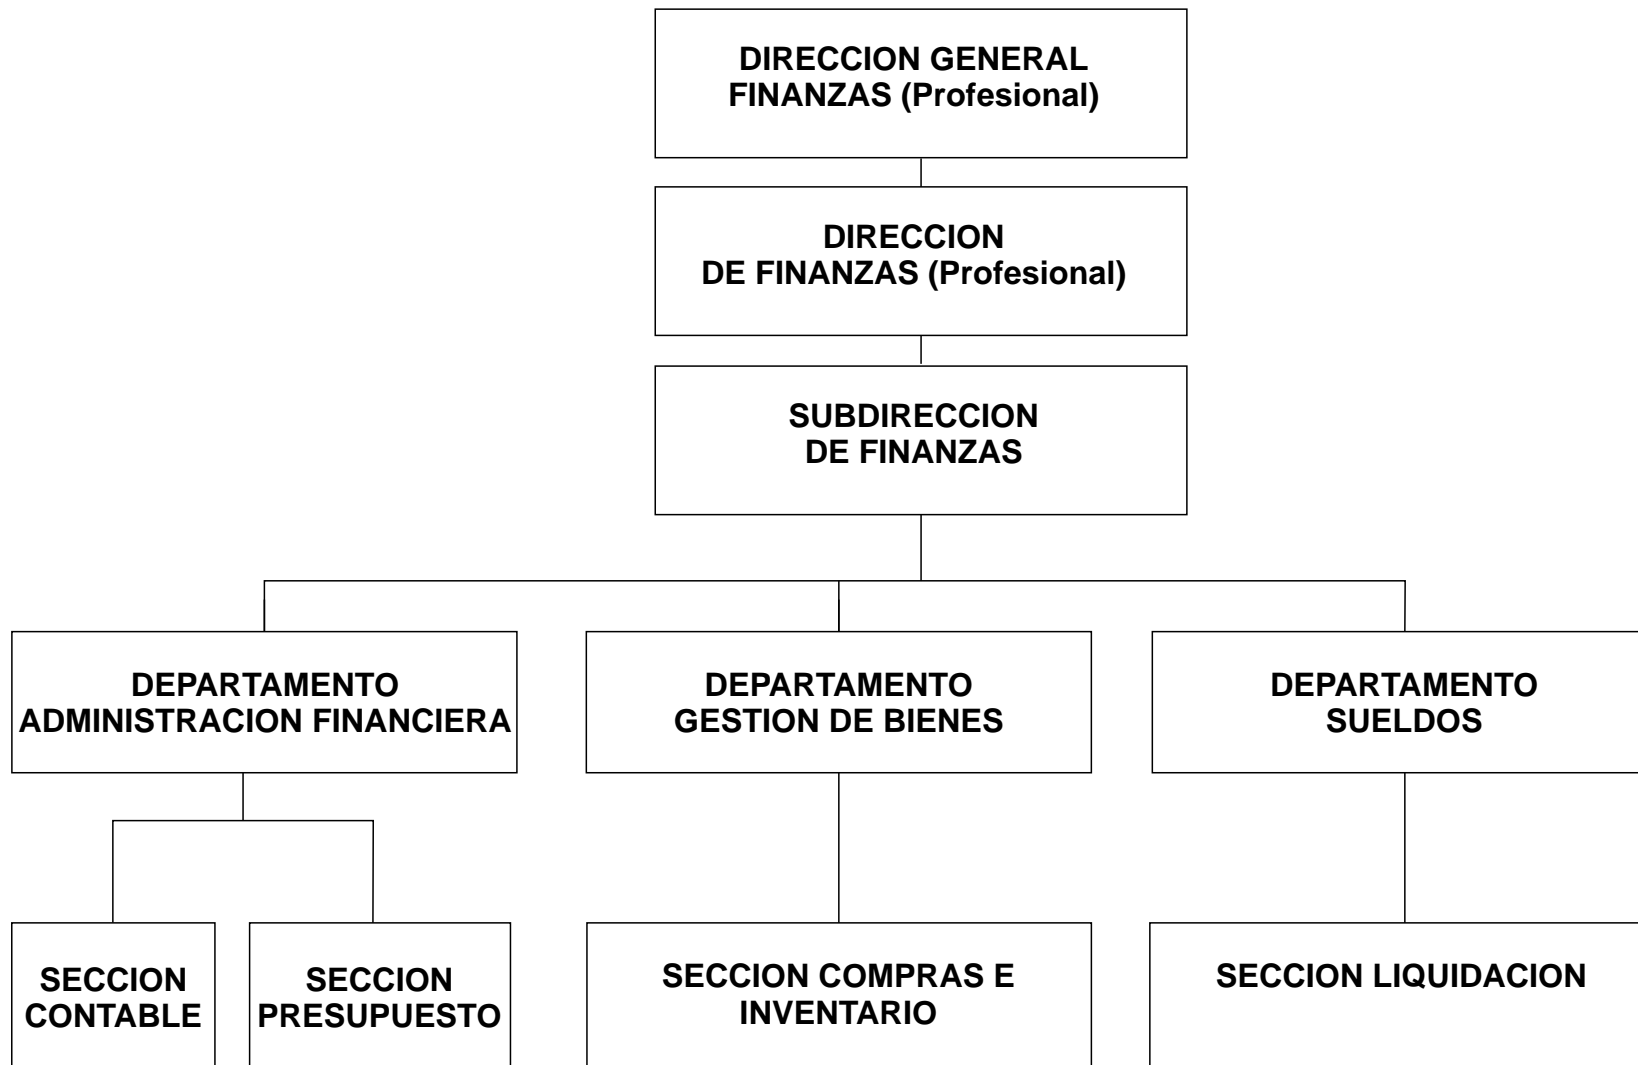 DIRECCION GENERAL
FINANZAS (Profesional)
DIRECCION
DE FINANZAS (Profesional)
SUBDIRECCION
DE FINANZAS
DEPARTAMENTO
ADMINISTRACION FINANCIERA
DEPARTAMENTO
GESTION DE BIENES
DEPARTAMENTO
SUELDOS
SECCION
CONTABLE
SECCION
PRESUPUESTO
SECCION COMPRAS E
INVENTARIO
SECCION LIQUIDACION